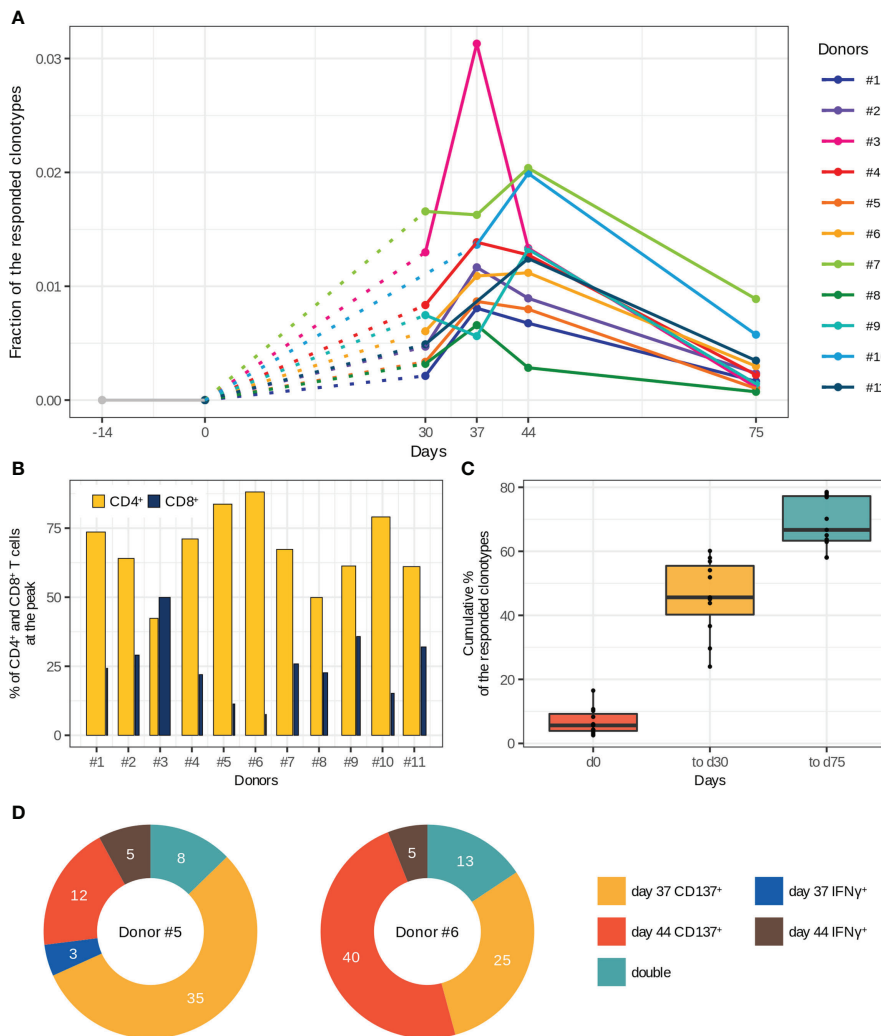 A
Fraction of the responded clonotypes
0.03
0.02
0.01
0.00
-14
0
30
37
44
75
Days
Donors
#1
#2
#3
#4
#5
#6
#7
#8
#9
#1
#11
B
% of CD4⁺ and CD8⁺ T cells
at the peak
CD4⁺
CD8⁺
75
50
25
0
#1
#2
#3
#4
#5
#6
#7
#8
#9
#10
#11
Donors
C
Cumulative %
of the responded clonotypes
80
60
40
20
0
d0
to d30
to d75
Days
D
5
8
12
Donor #5
3
35
5
13
Donor #6
40
25
day 37 CD137⁺
day 37 IFNγ⁺
day 44 CD137⁺
day 44 IFNγ⁺
double